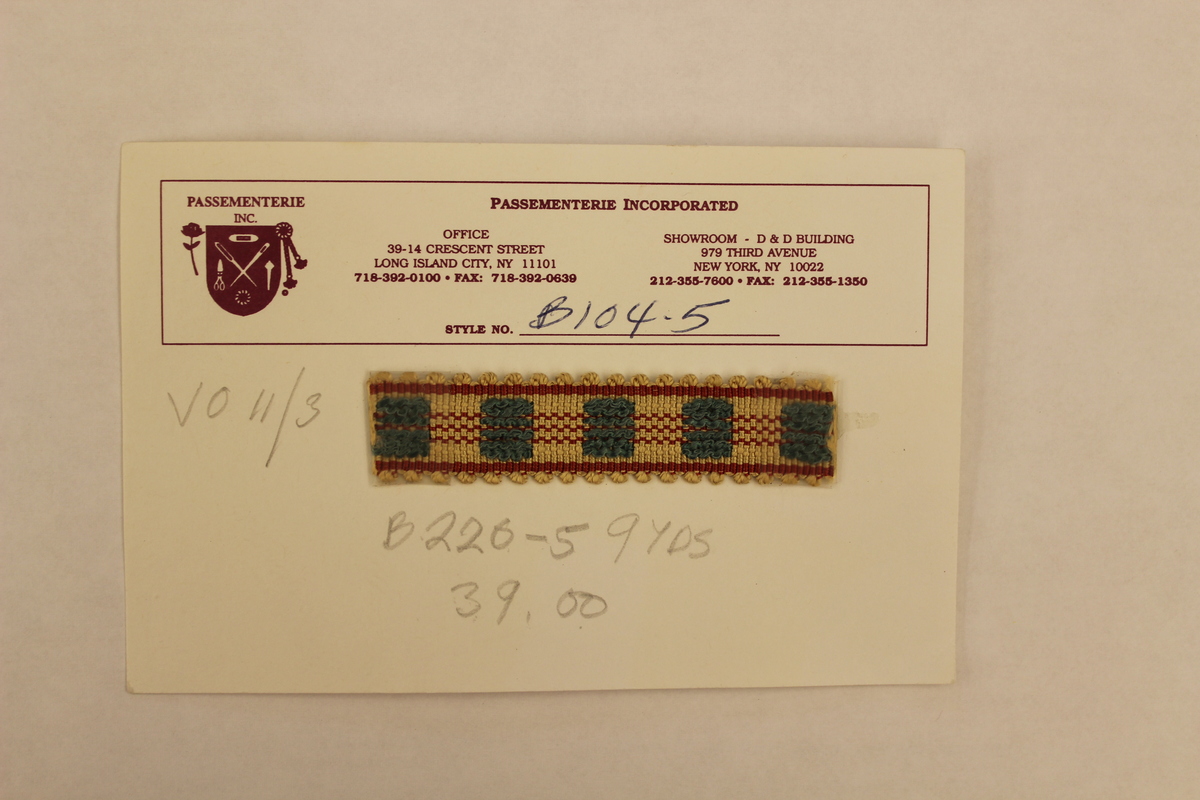 PASSEMENTERIE
INC.
PASSEMENTERIE INCORPORATED
OFFICE
39-14 CRESCENT STREET
LONG ISLAND CITY, NY 11101
718-392-0100 • FAX: 718-392-0639
SHOWROOM - D & D BUILDING
979 THIRD AVENUE
NEW YORK, NY 10022
212-355-7600 • FAX: 212-355-1350
STYLE NO. B104-5
VO 11/3
B226-5 9 YDS
39.00